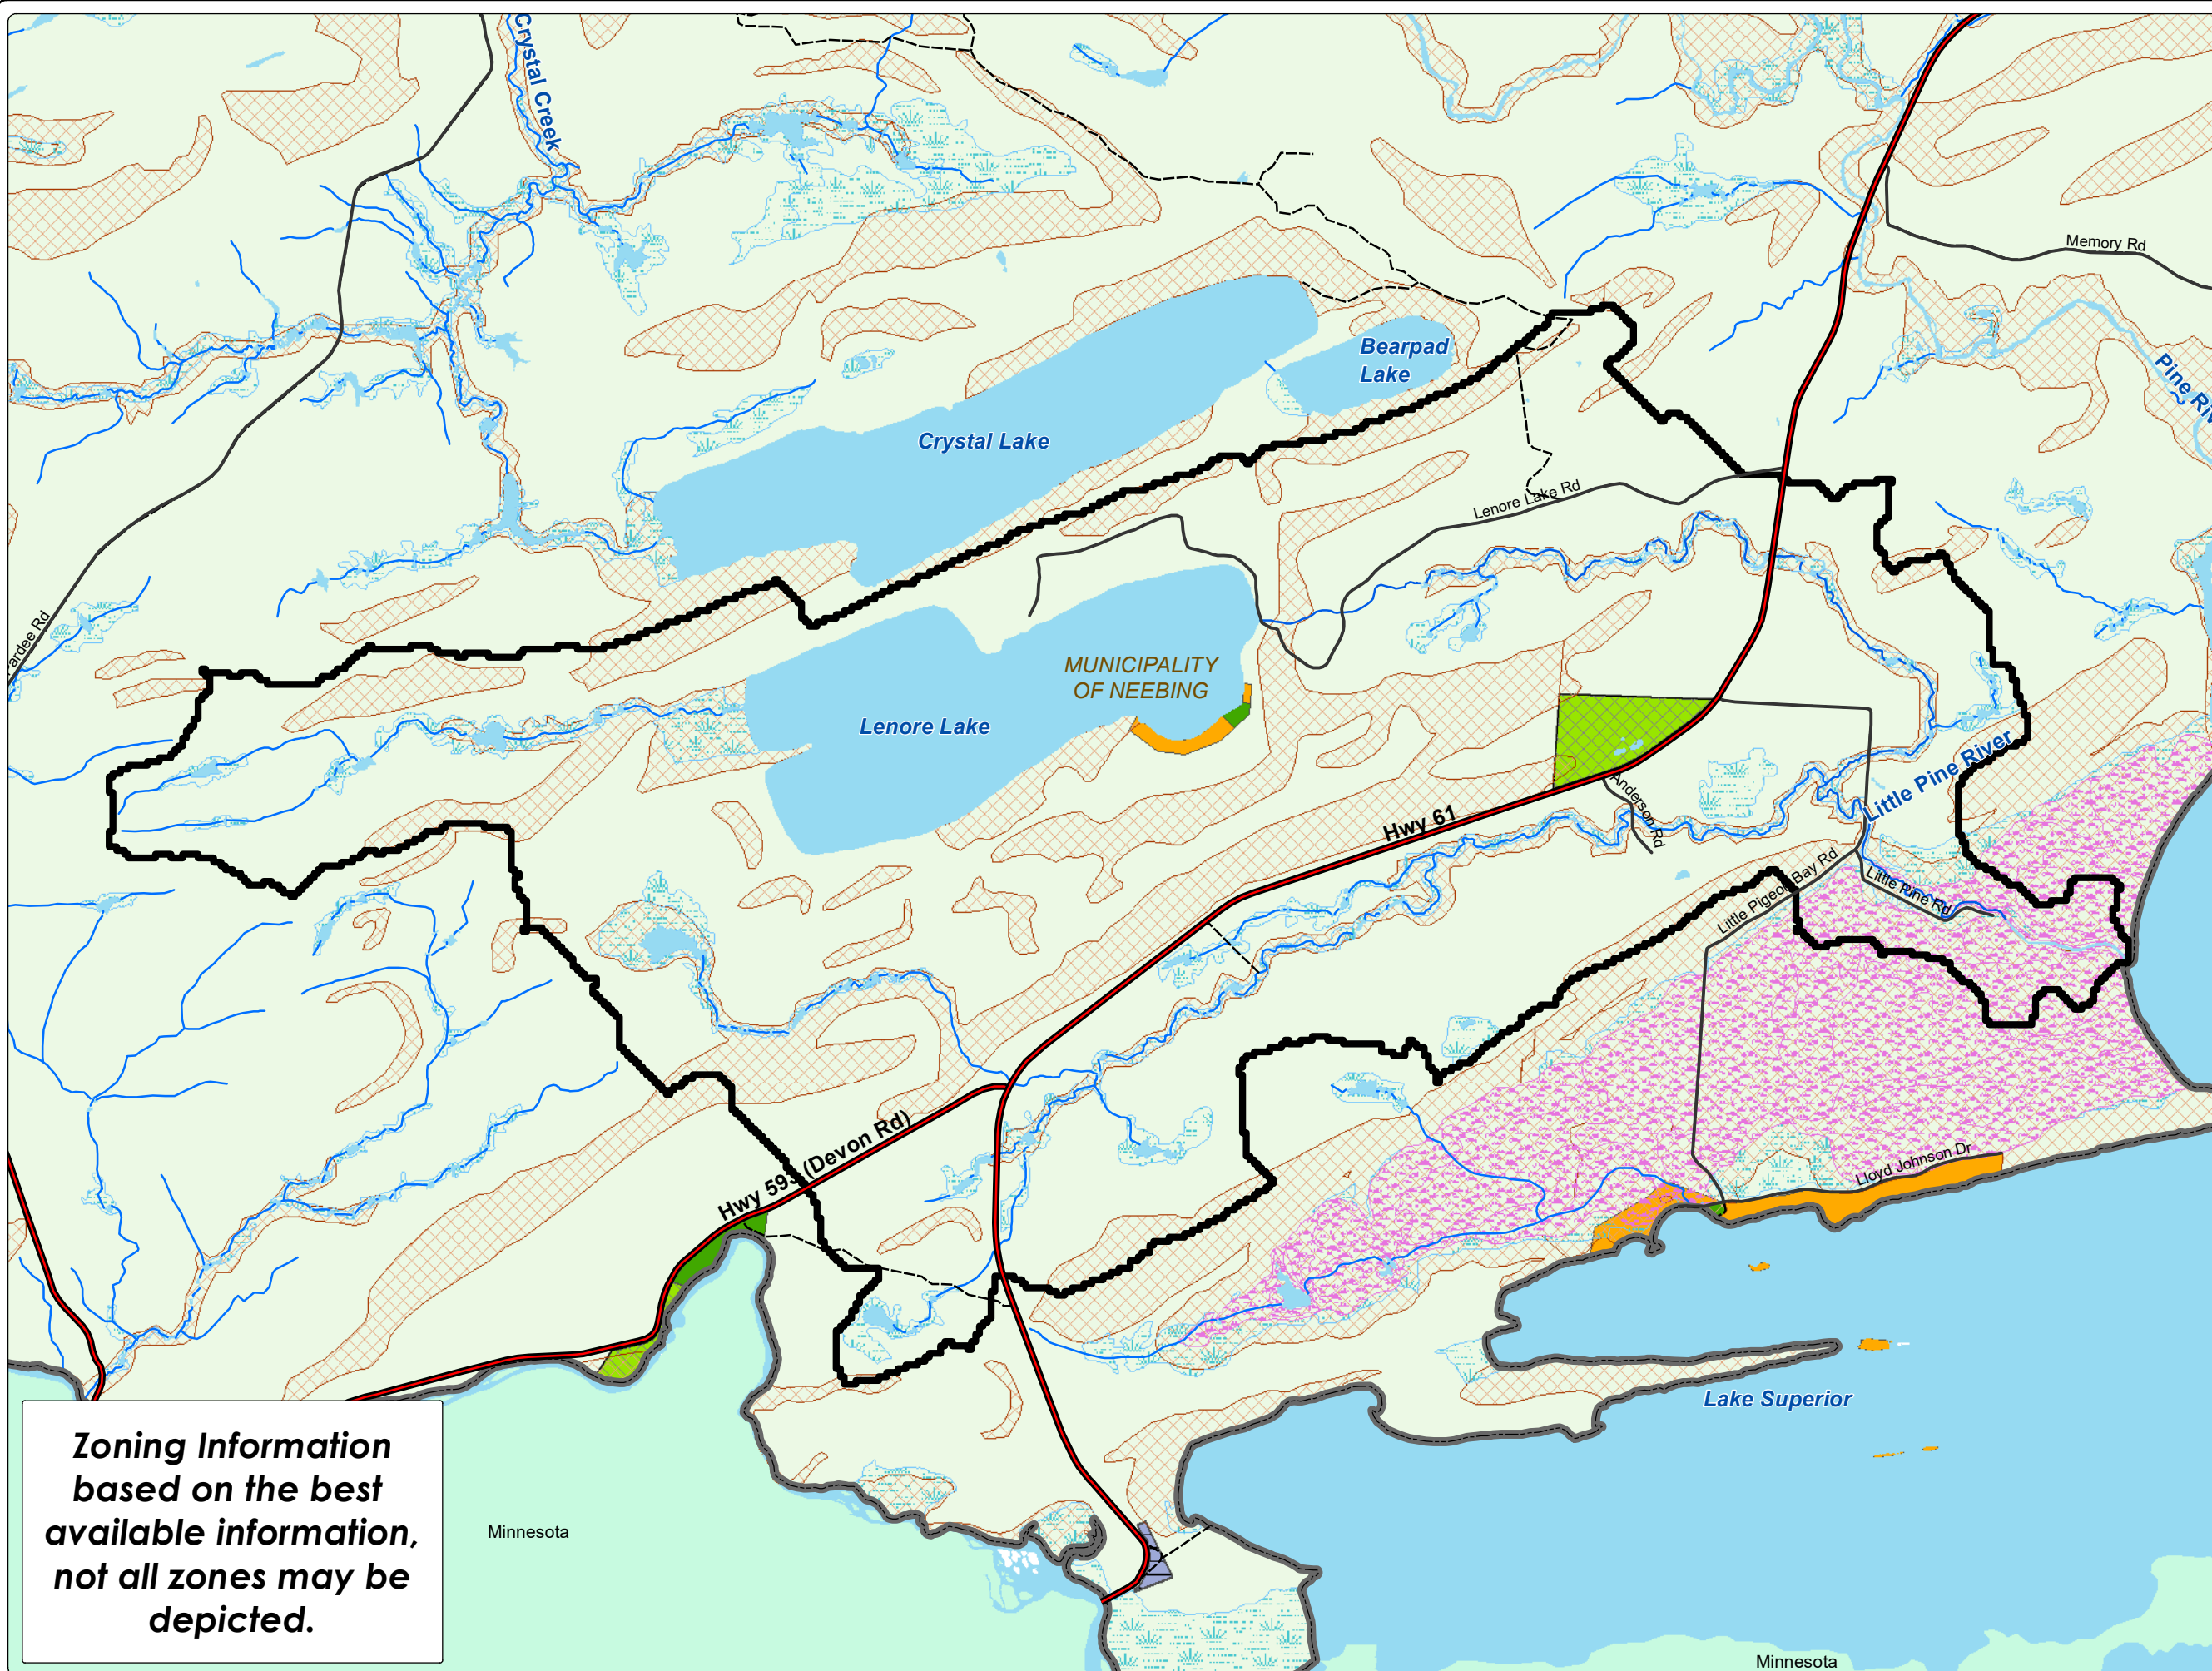 Crystal Creek
Memory Rd
Bearpad
Lake
Pine Riv
Crystal Lake
Lenore Lake Rd
ardee Rd
MUNICIPALITY
OF NEEBING
Lenore Lake
Little Pine River
Anderson Rd
Hwy 61
Little Pigeon Bay Rd
Little Pine Rd
Hwy 593 (Devon Rd)
Lloyd Johnson Dr
Lake Superior
Zoning Information
based on the best
available information,
not all zones may be
depicted.
Minnesota
Minnesota